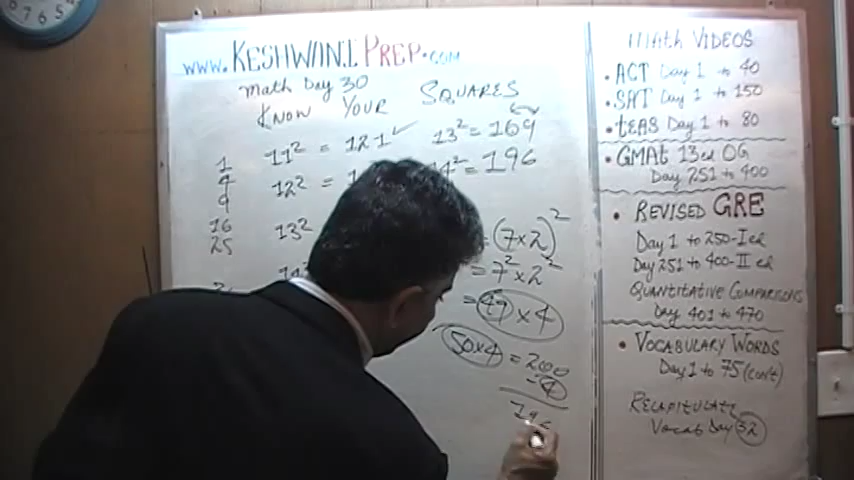 www.KESHWANI PREP.com
Math Day 30
KNOW YOUR SQUARES
1
4
9
16
25
11² = 121 ✓
12² =
13²
13² = 169
14² = 196
= (7×2)²
= 7² × 2²
= 49 × 4
50×4 = 200
- 4
196
MATH VIDEOS
• ACT Day 1 to 40
• SAT Day 1 to 150
• TEAS Day 1 to 80
• GMAt 13ed OG
Day 251 to 400
• REVISED GRE
Day 1 to 250-I ed
Day 251 to 400-II ed
QUANTITATIVE COMPARISONS
Day 401 to 470
• VOCABULARY WORDS
Day 1 to 75 (cont)
RECAPITULATE
Vocab Day 32
6
5